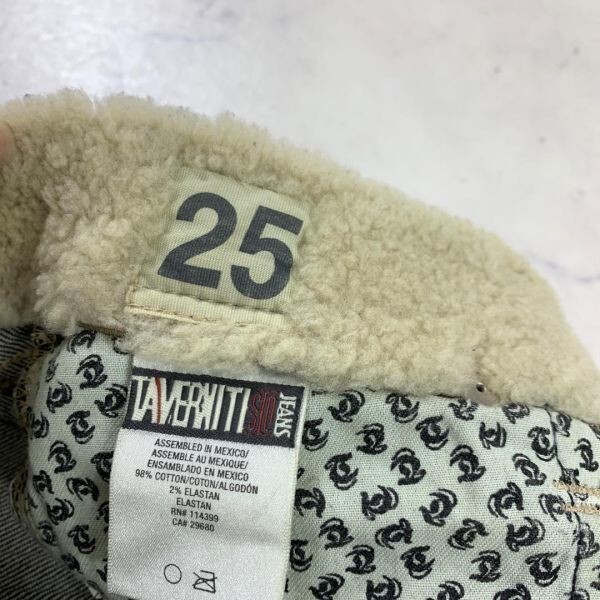 25
TAVERNITI SO JEANS
ASSEMBLED IN MEXICO/
ASSEMBLE AU MEXIQUE/
ENSAMBLADO EN MEXICO
98% COTTON/COTON/ALGODÓN
2% ELASTAN
ELASTAN
RN# 114399
CA# 29680